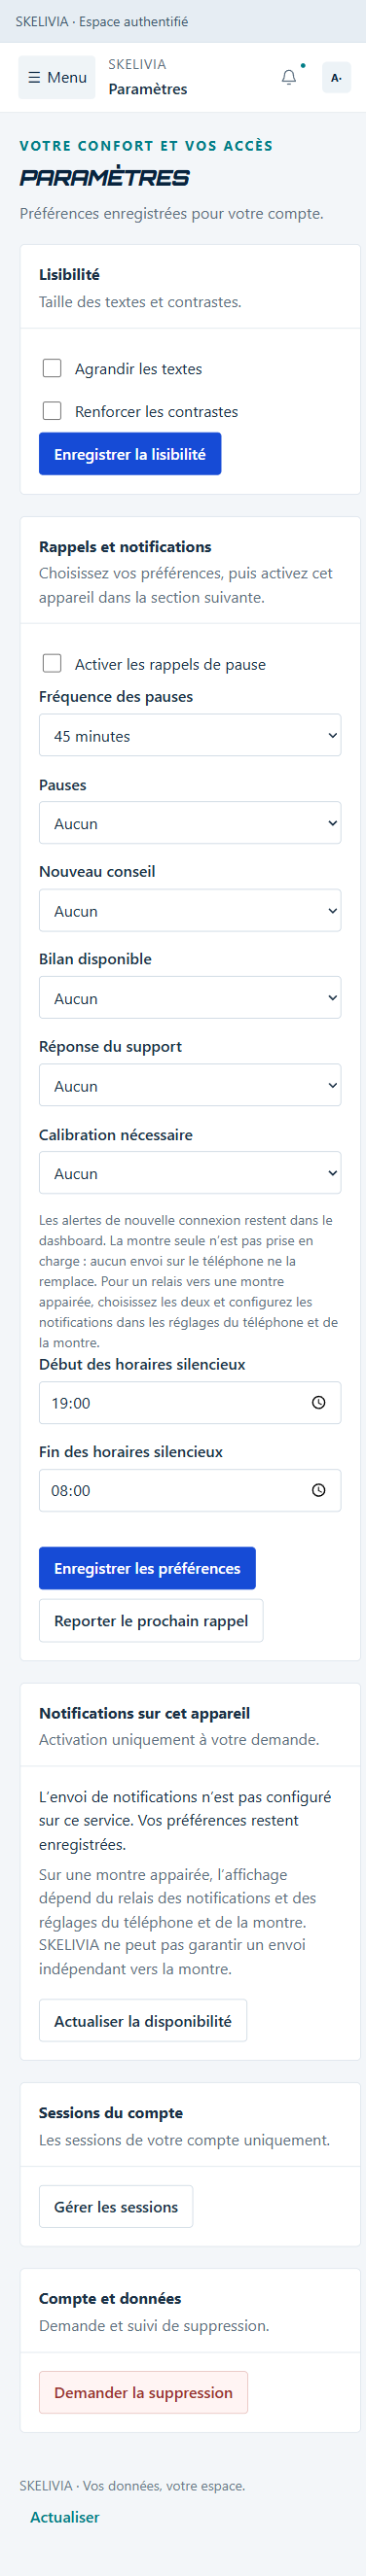 SKELIVIA · Espace authentifié
☰ Menu
SKELIVIA
Paramètres
A·
VOTRE CONFORT ET VOS ACCÈS
PARAMÈTRES
Préférences enregistrées pour votre compte.
Lisibilité
Taille des textes et contrastes.
Agrandir les textes
Renforcer les contrastes
Enregistrer la lisibilité
Rappels et notifications
Choisissez vos préférences, puis activez cet
appareil dans la section suivante.
Activer les rappels de pause
Fréquence des pauses
45 minutes
Pauses
Aucun
Nouveau conseil
Aucun
Bilan disponible
Aucun
Réponse du support
Aucun
Calibration nécessaire
Aucun
Les alertes de nouvelle connexion restent dans le
dashboard. La montre seule n’est pas prise en
charge : aucun envoi sur le téléphone ne la
remplace. Pour un relais vers une montre
appairée, choisissez les deux et configurez les
notifications dans les réglages du téléphone et de
la montre.
Début des horaires silencieux
19:00
Fin des horaires silencieux
08:00
Enregistrer les préférences
Reporter le prochain rappel
Notifications sur cet appareil
Activation uniquement à votre demande.
L’envoi de notifications n’est pas configuré
sur ce service. Vos préférences restent
enregistrées.
Sur une montre appairée, l’affichage
dépend du relais des notifications et des
réglages du téléphone et de la montre.
SKELIVIA ne peut pas garantir un envoi
indépendant vers la montre.
Actualiser la disponibilité
Sessions du compte
Les sessions de votre compte uniquement.
Gérer les sessions
Compte et données
Demande et suivi de suppression.
Demander la suppression
SKELIVIA · Vos données, votre espace.
Actualiser